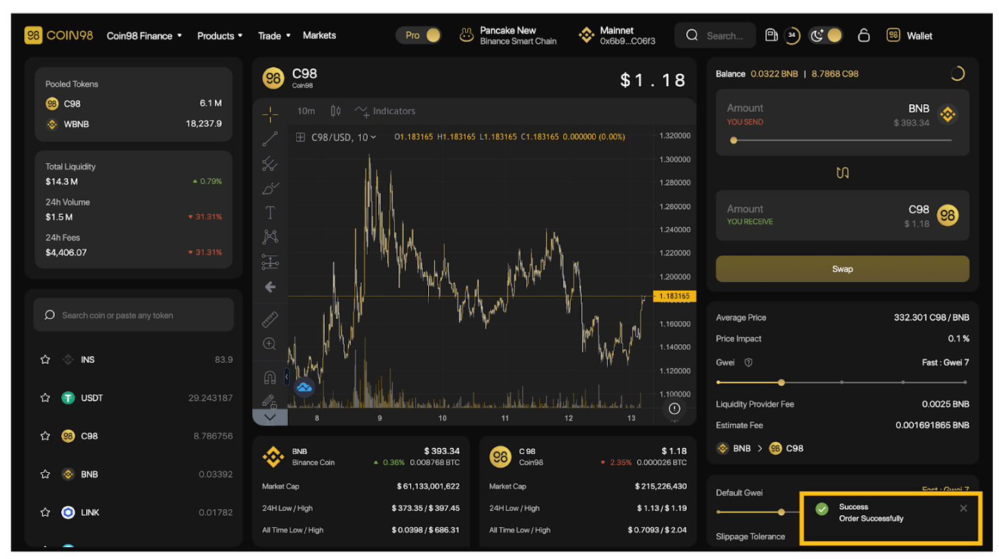 98 COIN98 Coin98 Finance Products Trade Markets Pro Pancake New Mainnet Search... 34 98 Wallet
Binance Smart Chain 0x6b9...C06f3
Pooled Tokens
98 C98 6.1 M
WBNB 18,237.9
Total Liquidity
$14.3 M 0.79%
24h Volume
$1.5 M 31.31%
24h Fees
$4,406.07 31.31%
Search coin or paste any token
INS 83.9
USDT 29.243187
98 C98 8.786756
BNB 0.03392
LINK 0.01782
98 C98 $1.18
Coin98
10m Indicators
C98/USD, 10 O1.183165 H1.183165 L1.183165 C1.183165 0.000000 (0.00%)
1.320000
1.300000
1.280000
1.260000
1.240000
1.220000
1.200000
1.183165
1.160000
1.140000
1.120000
1.100000
8 9 10 11 12 13
BNB $ 393.34
Binance Coin 0.36% 0.008768 BTC
Market Cap $ 61,133,001,622
24H Low / High $ 373.35 / $ 397.45
All Time Low / High $ 0.0398 / $ 686.31
98 C98 $ 1.18
Coin98 2.35% 0.000026 BTC
Market Cap $ 215,226,430
24H Low / High $ 1.13 / $ 1.19
All Time Low / High $ 0.7093 / $ 2.04
Balance 0.0322 BNB | 8.7868 C98
Amount BNB
YOU SEND $ 393.34
Amount C98 98
YOU RECEIVE $ 1.18
Swap
Average Price 332.301 C98 / BNB
Price Impact 0.1 %
Gwei Fast : Gwei 7
Liquidity Provider Fee 0.0025 BNB
Estimate Fee 0.001691865 BNB
BNB > 98 C98
Default Gwei Fast : Gwei 7
Slippage Tolerance
Success
Order Successfully